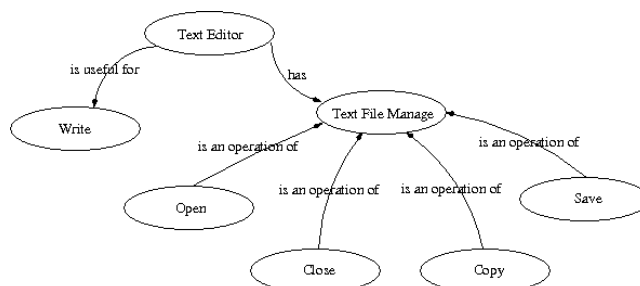 Text Editor
is useful for
has
Write
Text File Manage
is an operation of
is an operation of
is an operation of
is an operation of
Open
Save
Close
Copy